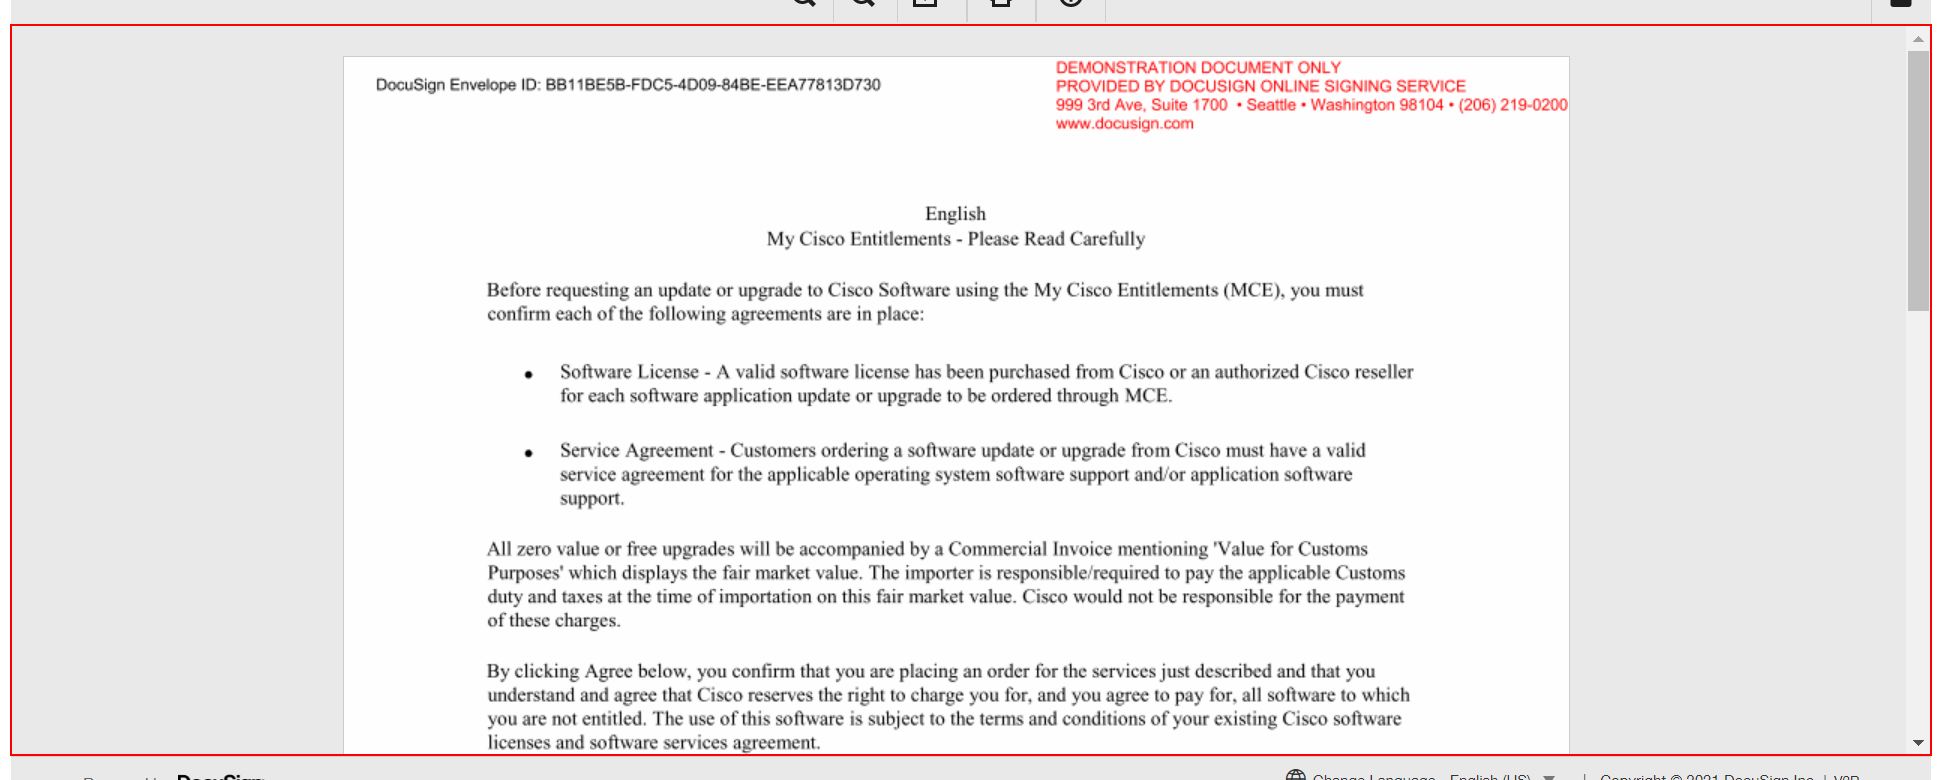 DocuSign Envelope ID: BB11BE5B-FDC5-4D09-84BE-EEA77813D730
DEMONSTRATION DOCUMENT ONLY
PROVIDED BY DOCUSIGN ONLINE SIGNING SERVICE
999 3rd Ave, Suite 1700 • Seattle • Washington 98104 • (206) 219-0200
www.docusign.com
English
My Cisco Entitlements - Please Read Carefully
Before requesting an update or upgrade to Cisco Software using the My Cisco Entitlements (MCE), you must
confirm each of the following agreements are in place:
• Software License - A valid software license has been purchased from Cisco or an authorized Cisco reseller
for each software application update or upgrade to be ordered through MCE.
• Service Agreement - Customers ordering a software update or upgrade from Cisco must have a valid
service agreement for the applicable operating system software support and/or application software
support.
All zero value or free upgrades will be accompanied by a Commercial Invoice mentioning 'Value for Customs
Purposes' which displays the fair market value. The importer is responsible/required to pay the applicable Customs
duty and taxes at the time of importation on this fair market value. Cisco would not be responsible for the payment
of these charges.
By clicking Agree below, you confirm that you are placing an order for the services just described and that you
understand and agree that Cisco reserves the right to charge you for, and you agree to pay for, all software to which
you are not entitled. The use of this software is subject to the terms and conditions of your existing Cisco software
licenses and software services agreement.
DocuSign
Change Language - English (US) | Copyright © 2021 DocuSign Inc. | V2R